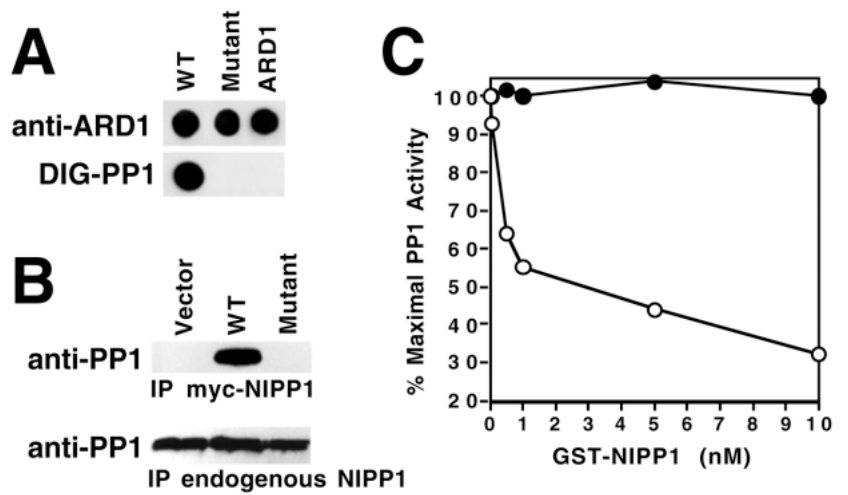 A
WT
Mutant
ARD1
anti-ARD1
DIG-PP1
B
Vector
WT
Mutant
anti-PP1
IP myc-NIPP1
anti-PP1
IP endogenous NIPP1
C
% Maximal PP1 Activity
100
90
80
70
60
50
40
30
20
0 1 2 3 4 5 6 7 8 9 10
GST-NIPP1 (nM)